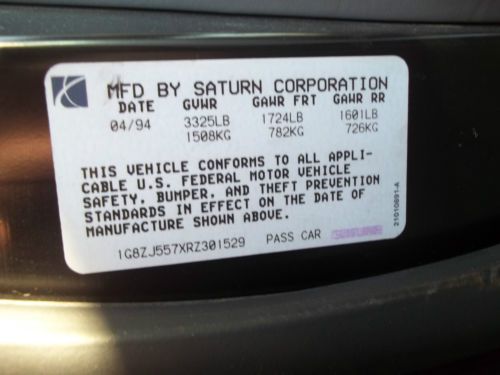 MFD BY SATURN CORPORATION
DATE GVWR GAWR FRT GAWR RR
04/94 3325LB 1724LB 1601LB
1508KG 782KG 726KG
THIS VEHICLE CONFORMS TO ALL APPLI-
CABLE U.S. FEDERAL MOTOR VEHICLE
SAFETY, BUMPER, AND THEFT PREVENTION
STANDARDS IN EFFECT ON THE DATE OF
MANUFACTURE SHOWN ABOVE.
1G8ZJ557XRZ301529 PASS CAR
21010691-A